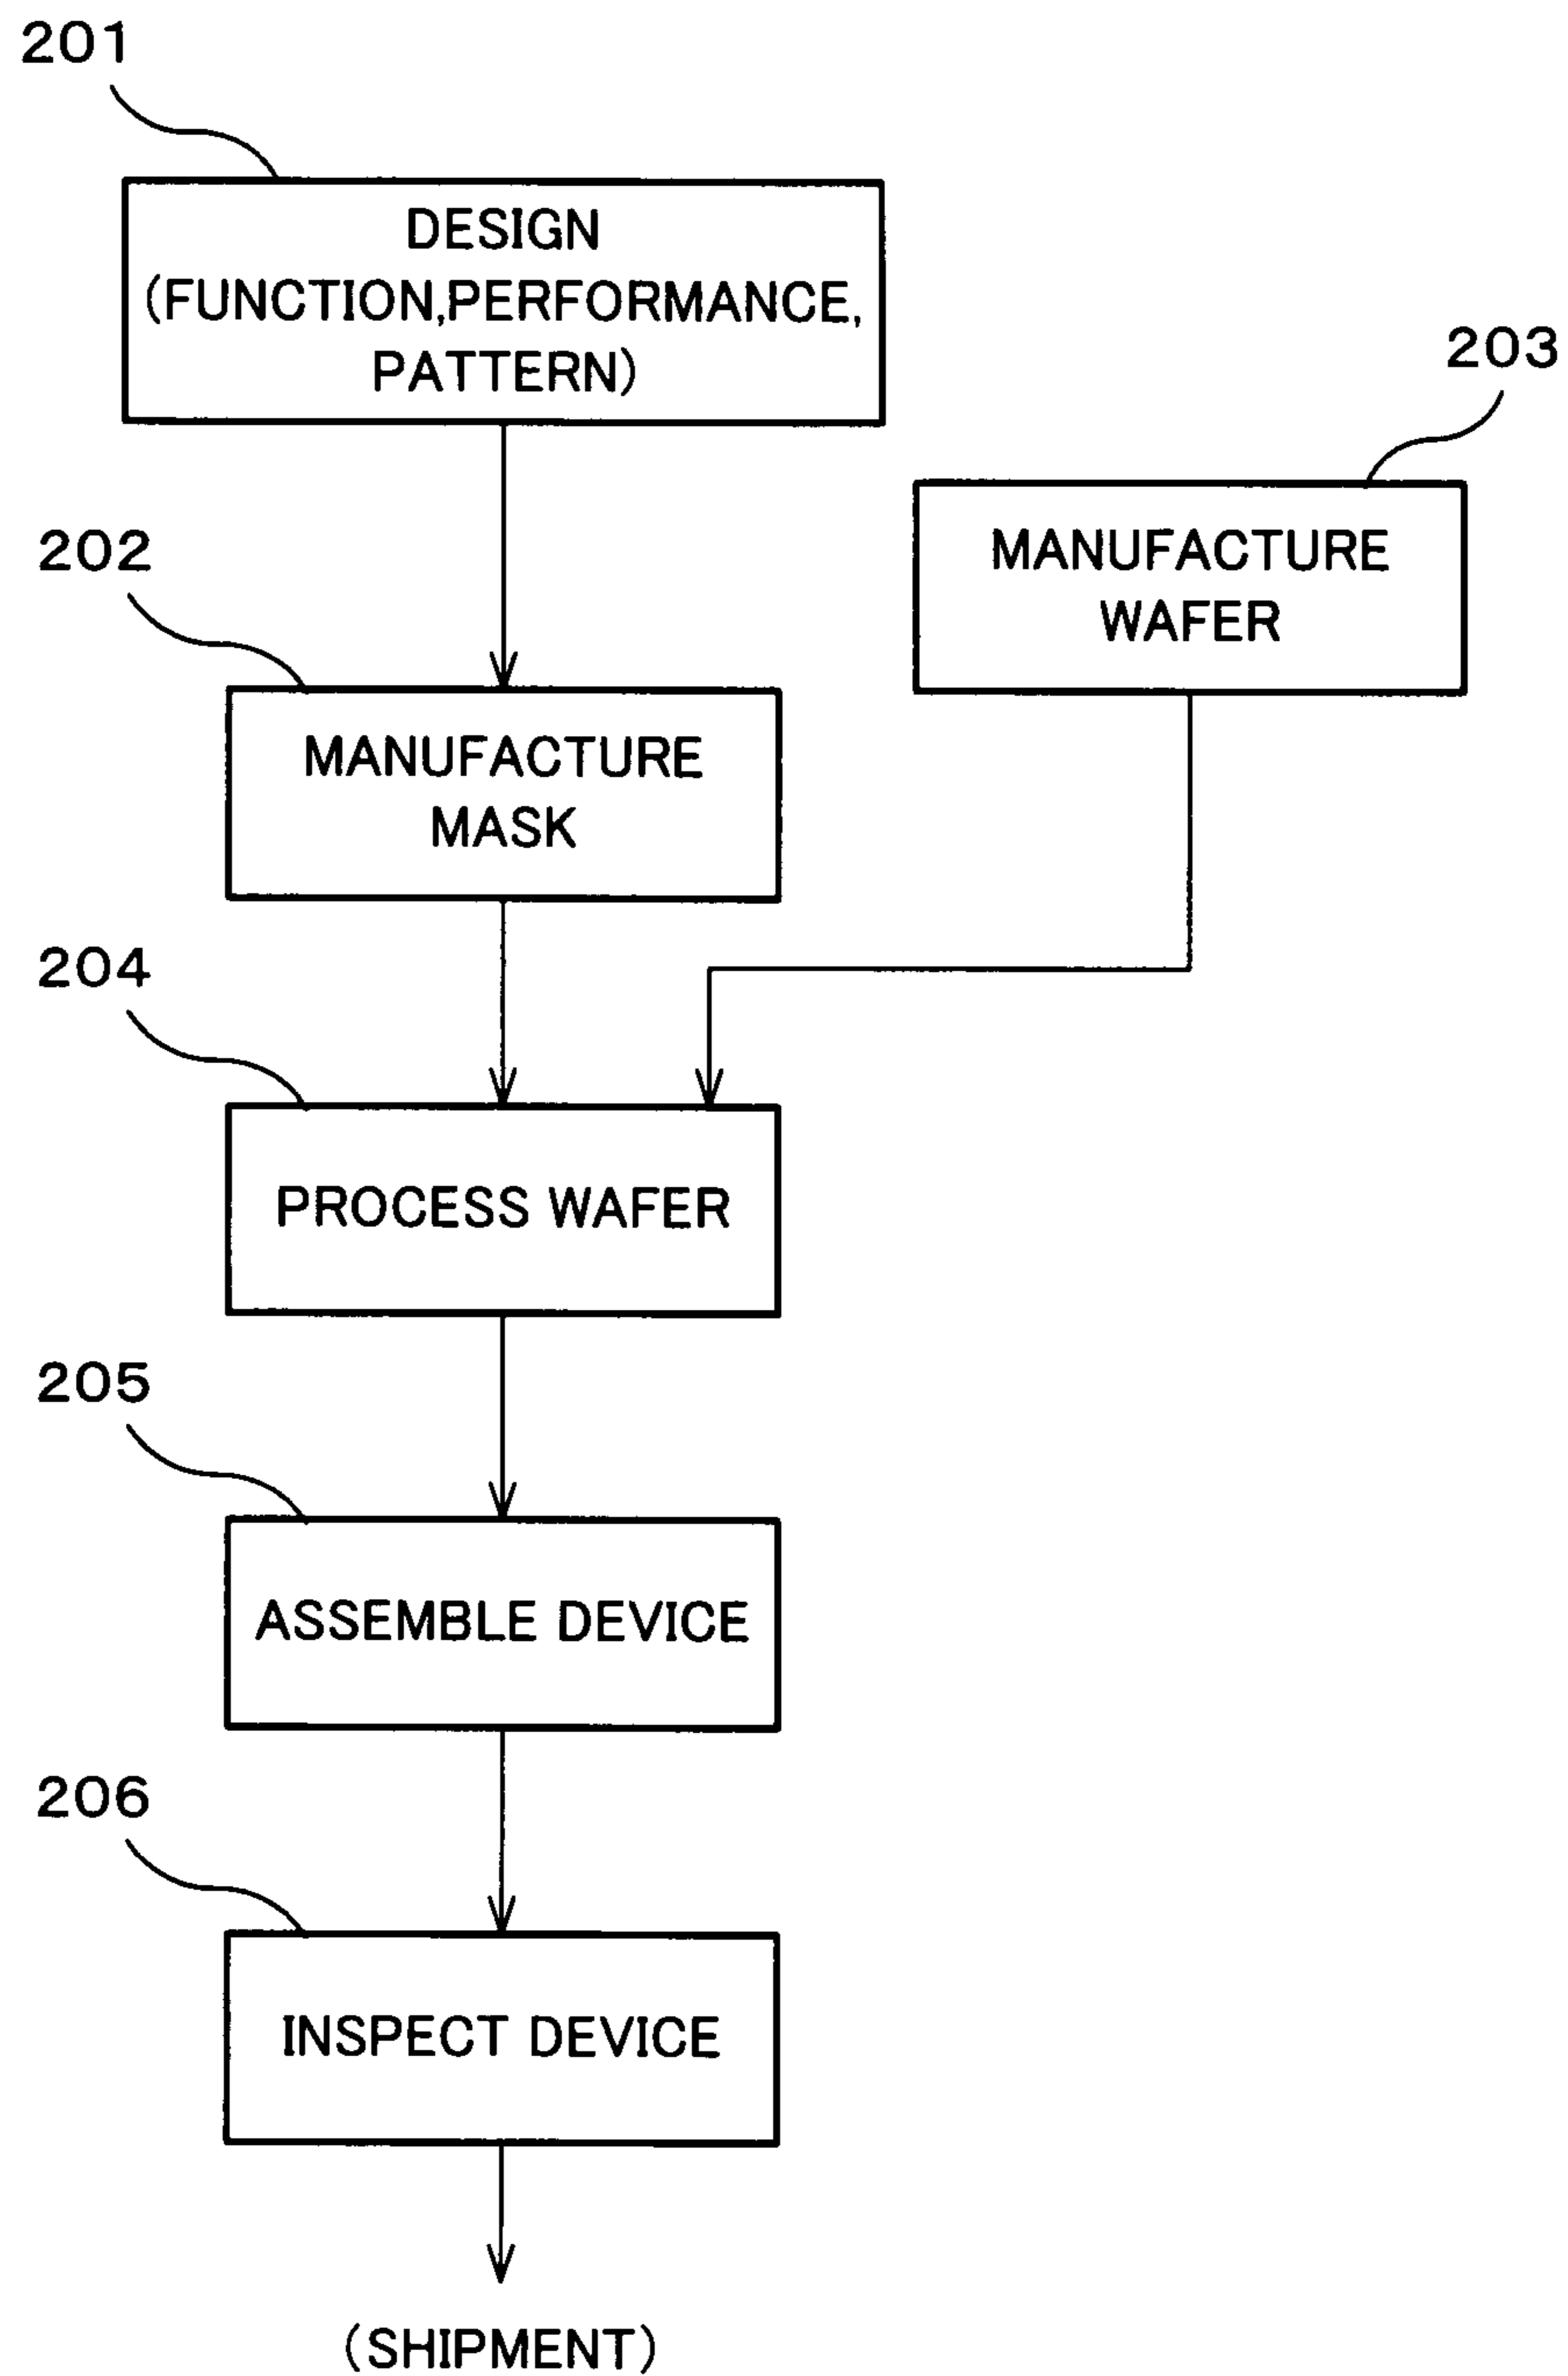 201
DESIGN
(FUNCTION,PERFORMANCE,
PATTERN)
203
MANUFACTURE
WAFER
202
MANUFACTURE
MASK
204
PROCESS WAFER
205
ASSEMBLE DEVICE
206
INSPECT DEVICE
(SHIPMENT)